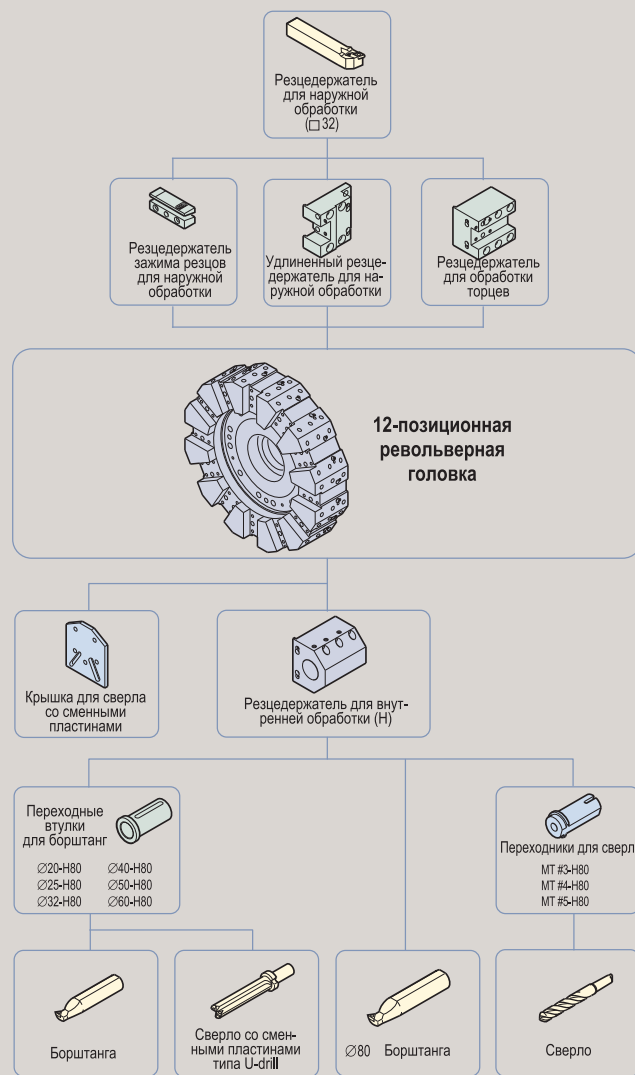 Резцедержатель
для наружной
обработки
(□32)
Резцедержатель
зажима резцов
для наружной
обработки
Удлиненный резце-
держатель для на-
ружной обработки
Резцедержатель
для обработки
торцев
12-позиционная
револьверная
головка
Крышка для сверла
со сменными
пластинами
Резцедержатель для внут-
ренней обработки (H)
Переходные
втулки
для борштанг
∅20-H80 ∅40-H80
∅25-H80 ∅50-H80
∅32-H80 ∅60-H80
Переходники для сверл
MT #3-H80
MT #4-H80
MT #5-H80
Борштанга
Сверло со смен-
ными пластинами
типа U-drill
∅80 Борштанга
Сверло